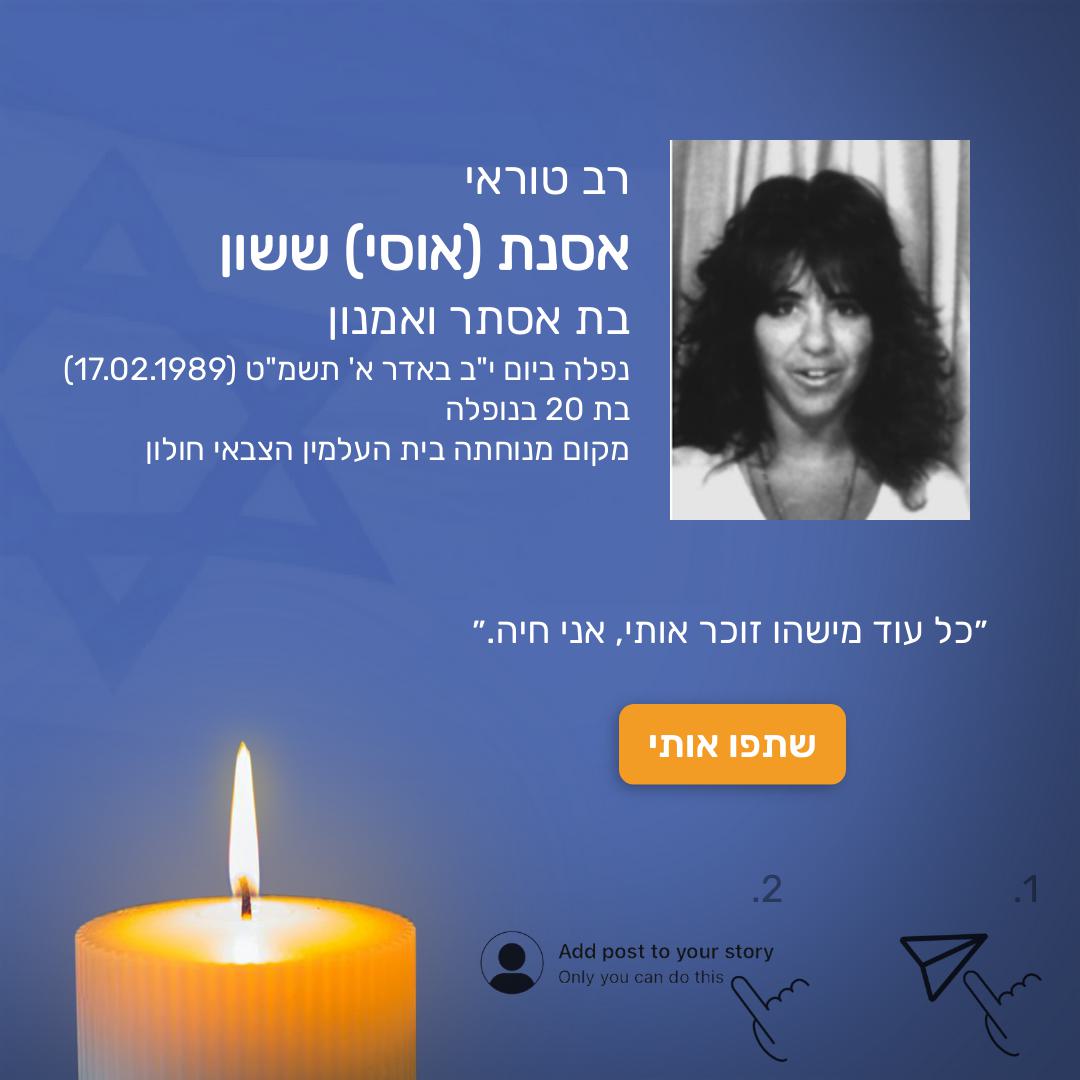 רב טוראי
אסנת (אוסי) ששון
בת אסתר ואמנון
נפלה ביום י"ב באדר א' תשמ"ט (17.02.1989)
בת 20 בנופלה
מקום מנוחתה בית העלמין הצבאי חולון
״כל עוד מישהו זוכר אותי, אני חיה.״
שתפו אותי
.1
.2
Add post to your story
Only you can do this